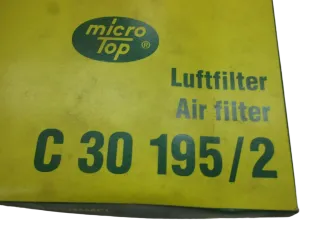 micro
Top ®
Luftfilter
Air filter
C 30 195/2